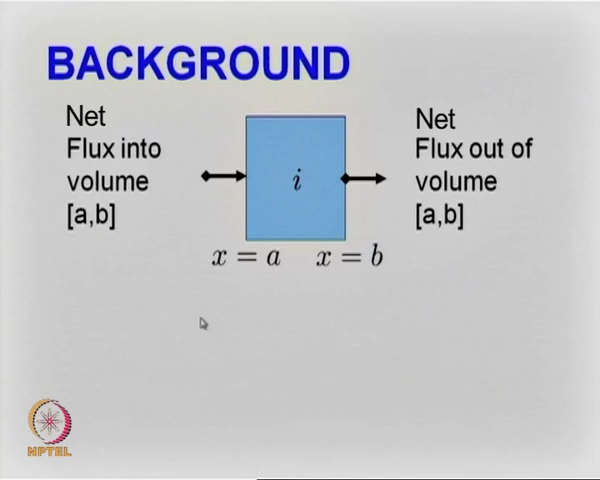 BACKGROUND
Net
Flux into
volume
[a,b]
i
x = a
x = b
Net
Flux out of
volume
[a,b]
NPTEL